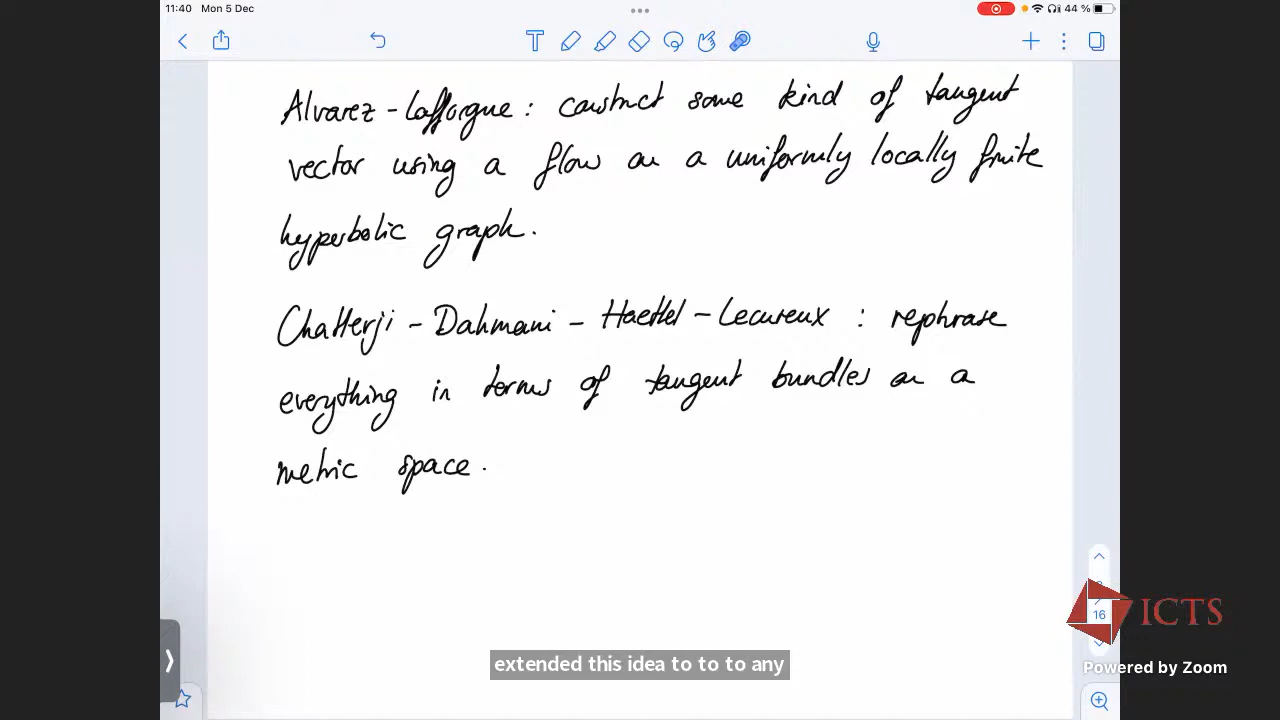 11:40 Mon 5 Dec
44 %
Alvarez - Lafforgue : construct some kind of tangent
vector using a flow on a uniformly locally finite
hyperbolic graph.
Chatterji - Dahmani - Haettel - Lecureux : rephrase
everything in terms of tangent bundles on a
metric space.
16
ICTS
extended this idea to to to any
Powered by Zoom